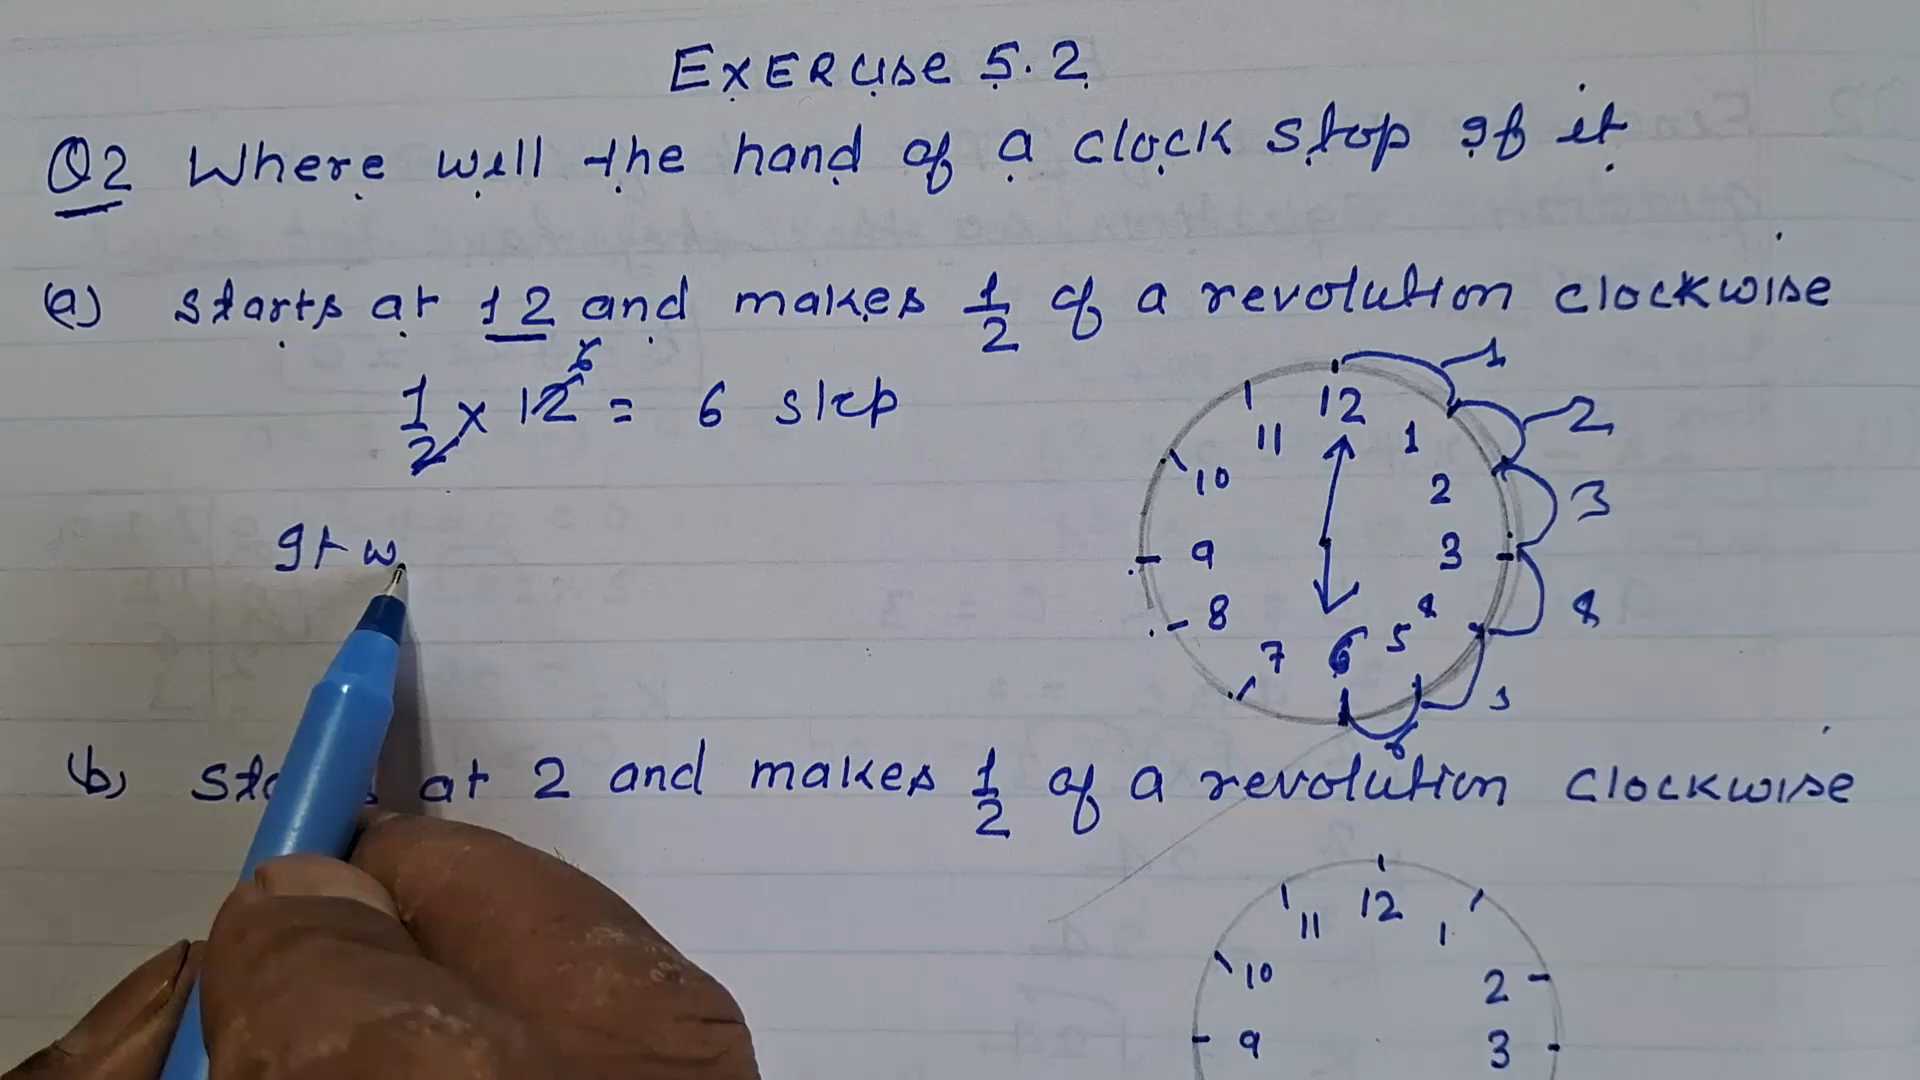 Exercise 5.2
Q2 Where will the hand of a clock stop If it
(a) starts at 12 and makes 1/2 of a revolution clockwise
1/2 × 12 6 = 6 step
It w
12 1 2 3 4 5 6 7 8 9 10 11
1 2 3 4 5 6
(b) at 2 and makes 1/2 of a revolution clockwise
11 12 1
10 2
9 3